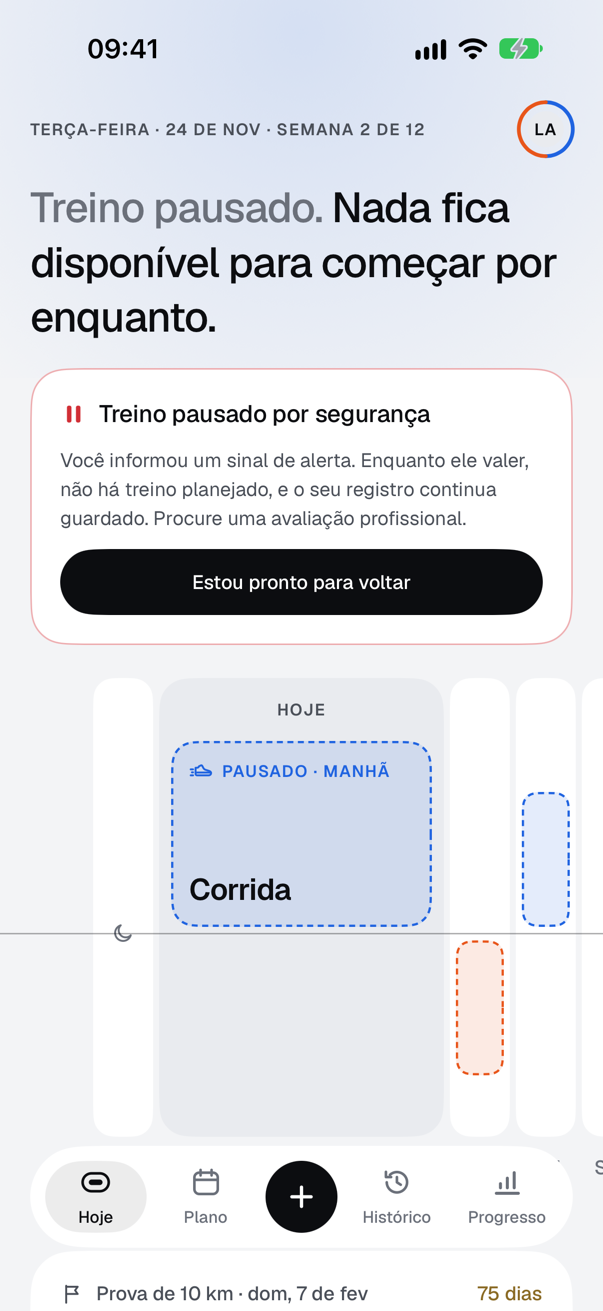 09:41
TERÇA-FEIRA · 24 DE NOV · SEMANA 2 DE 12
LA
Treino pausado. Nada fica
disponível para começar por
enquanto.
Treino pausado por segurança
Você informou um sinal de alerta. Enquanto ele valer,
não há treino planejado, e o seu registro continua
guardado. Procure uma avaliação profissional.
Estou pronto para voltar
HOJE
PAUSADO · MANHÃ
Corrida
S
Hoje
Plano
Histórico
Progresso
Prova de 10 km · dom, 7 de fev
75 dias